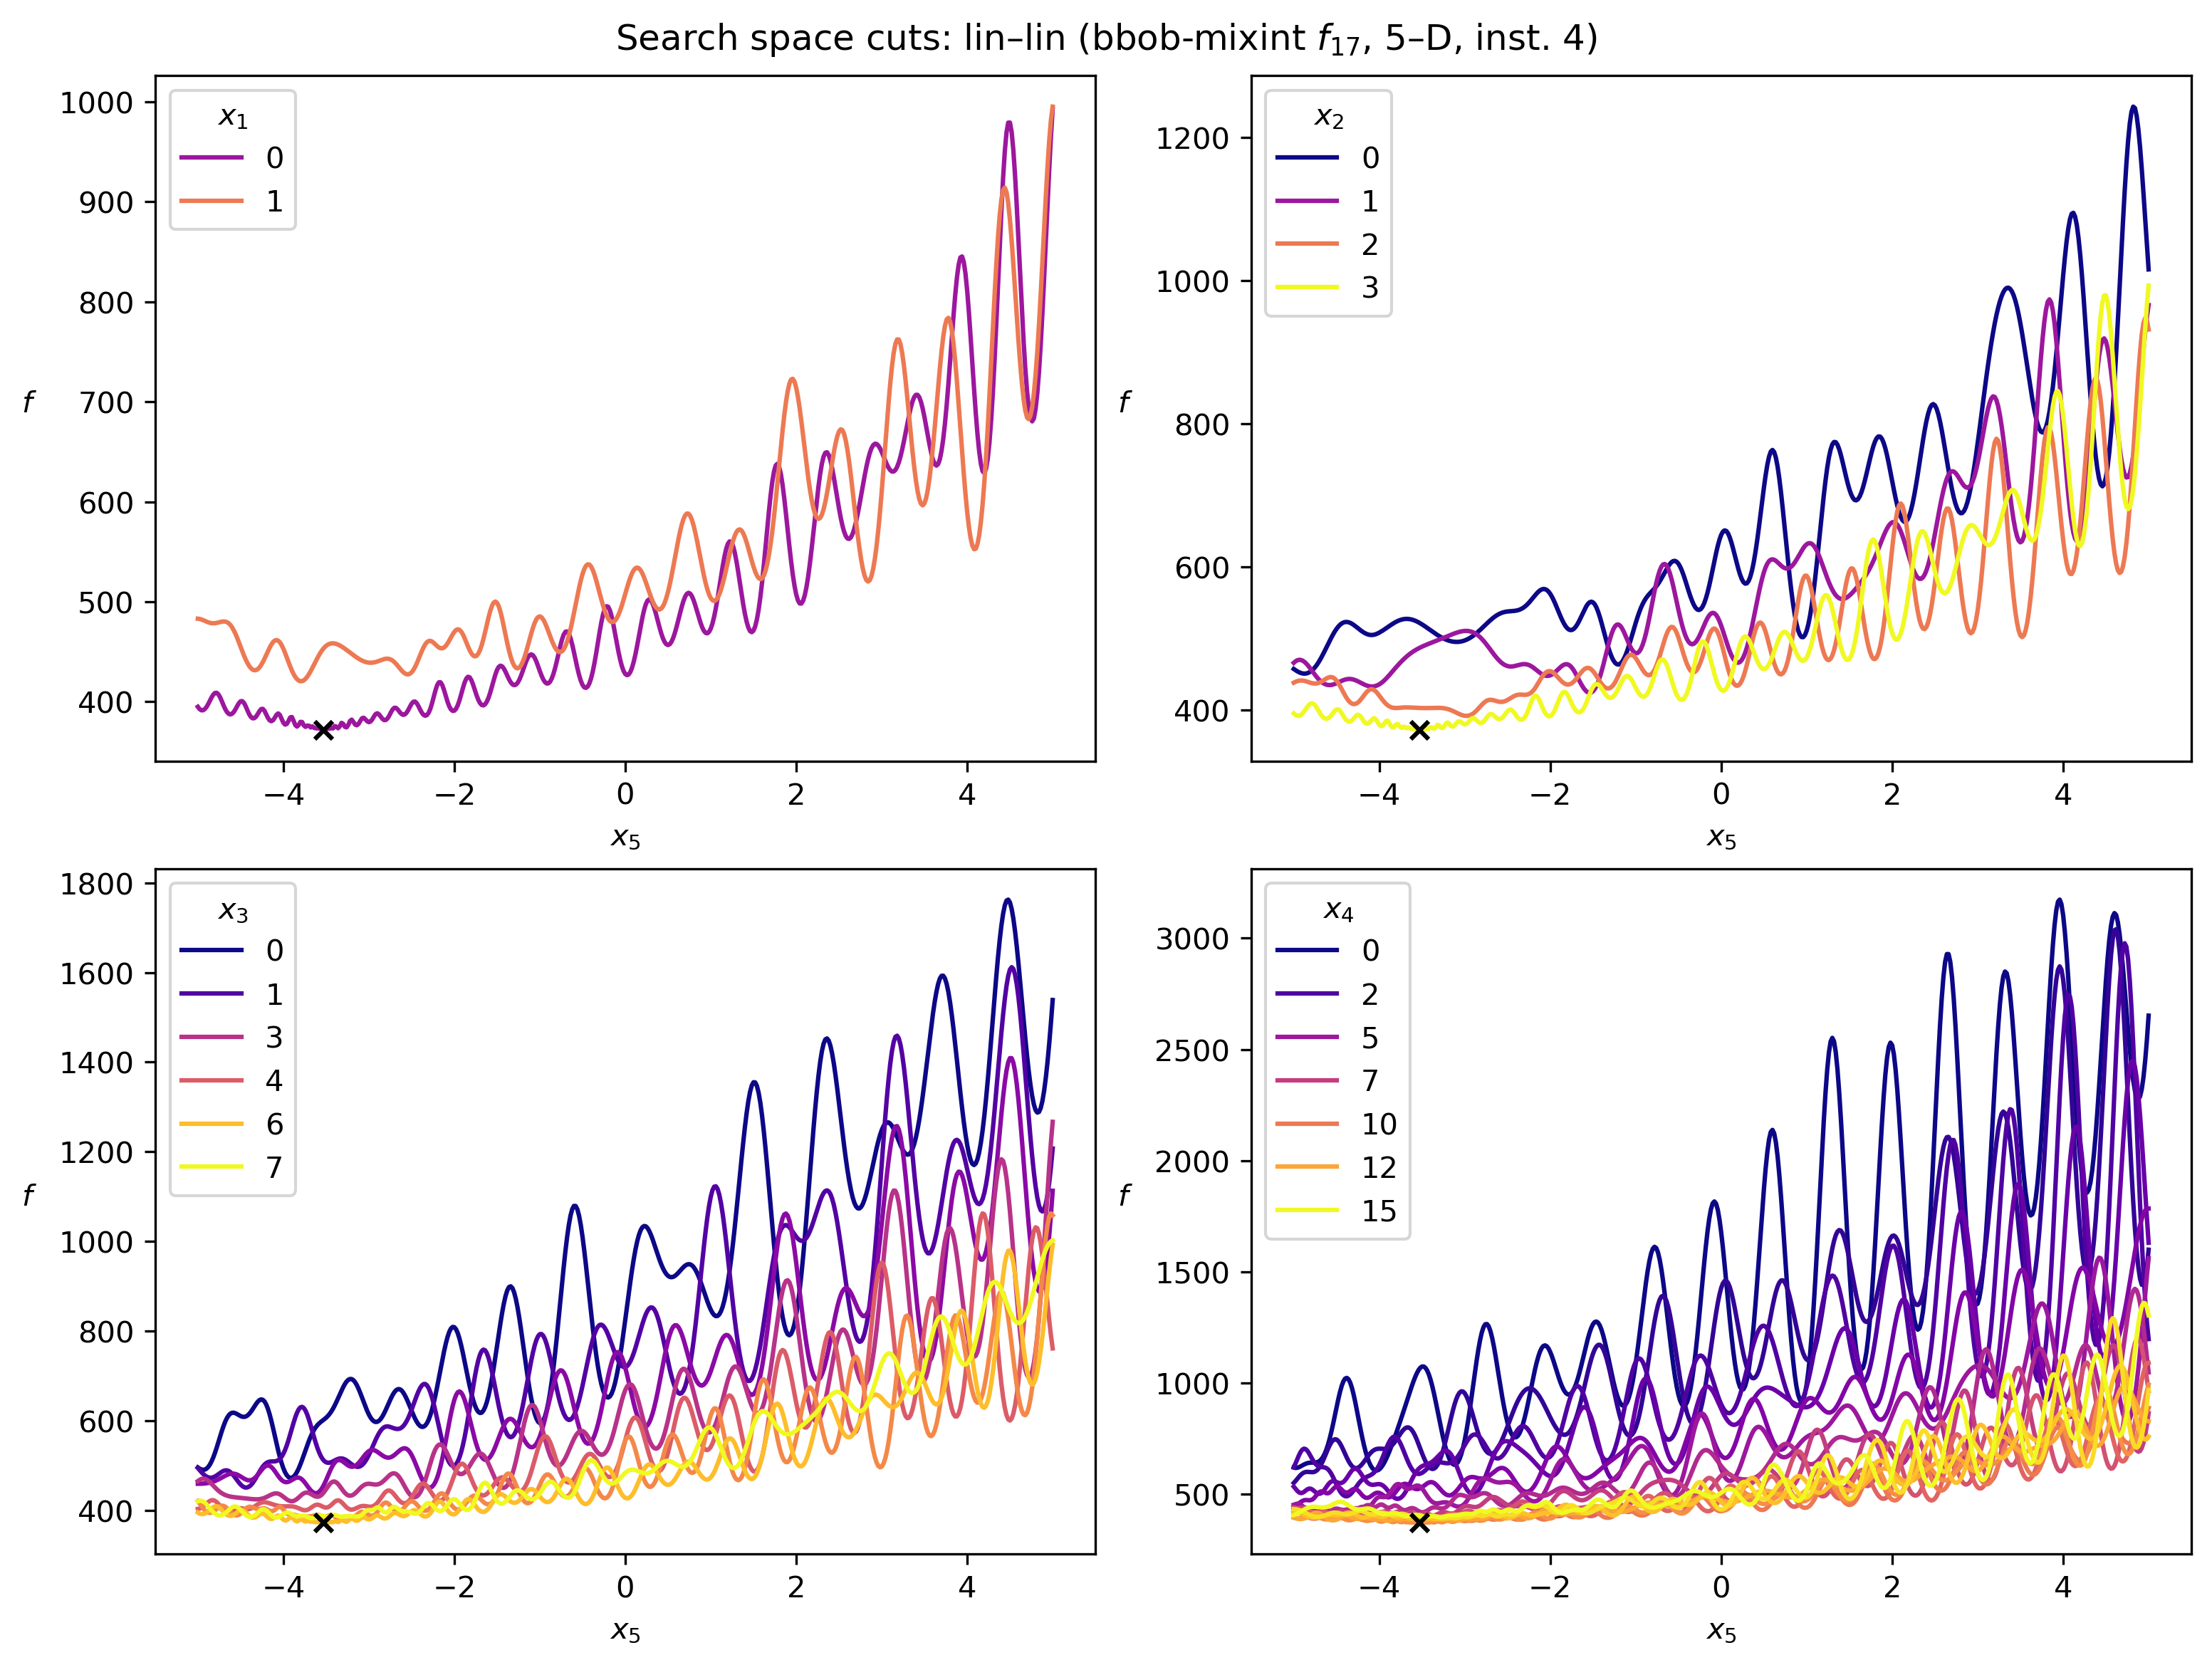 Search space cuts: lin–lin (bbob-mixint f₁₇, 5–D, inst. 4)
x₁
0
1
1000
900
800
700
600
500
400
f
−4 −2 0 2 4
x₅
x₂
0
1
2
3
1200
1000
800
600
400
f
−4 −2 0 2 4
x₅
x₃
0
1
3
4
6
7
1800
1600
1400
1200
1000
800
600
400
f
−4 −2 0 2 4
x₅
x₄
0
2
5
7
10
12
15
3000
2500
2000
1500
1000
500
f
−4 −2 0 2 4
x₅